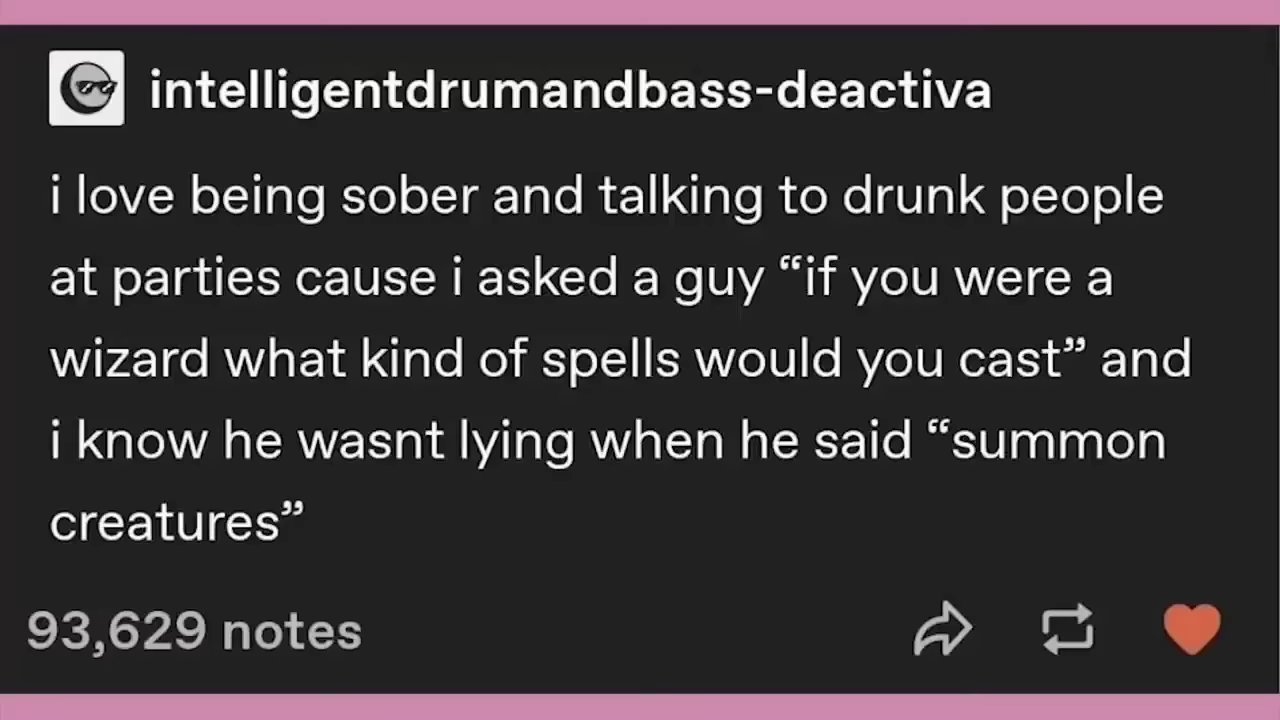 intelligentdrumandbass-deactiva
i love being sober and talking to drunk people
at parties cause i asked a guy “if you were a
wizard what kind of spells would you cast” and
i know he wasnt lying when he said “summon
creatures”
93,629 notes